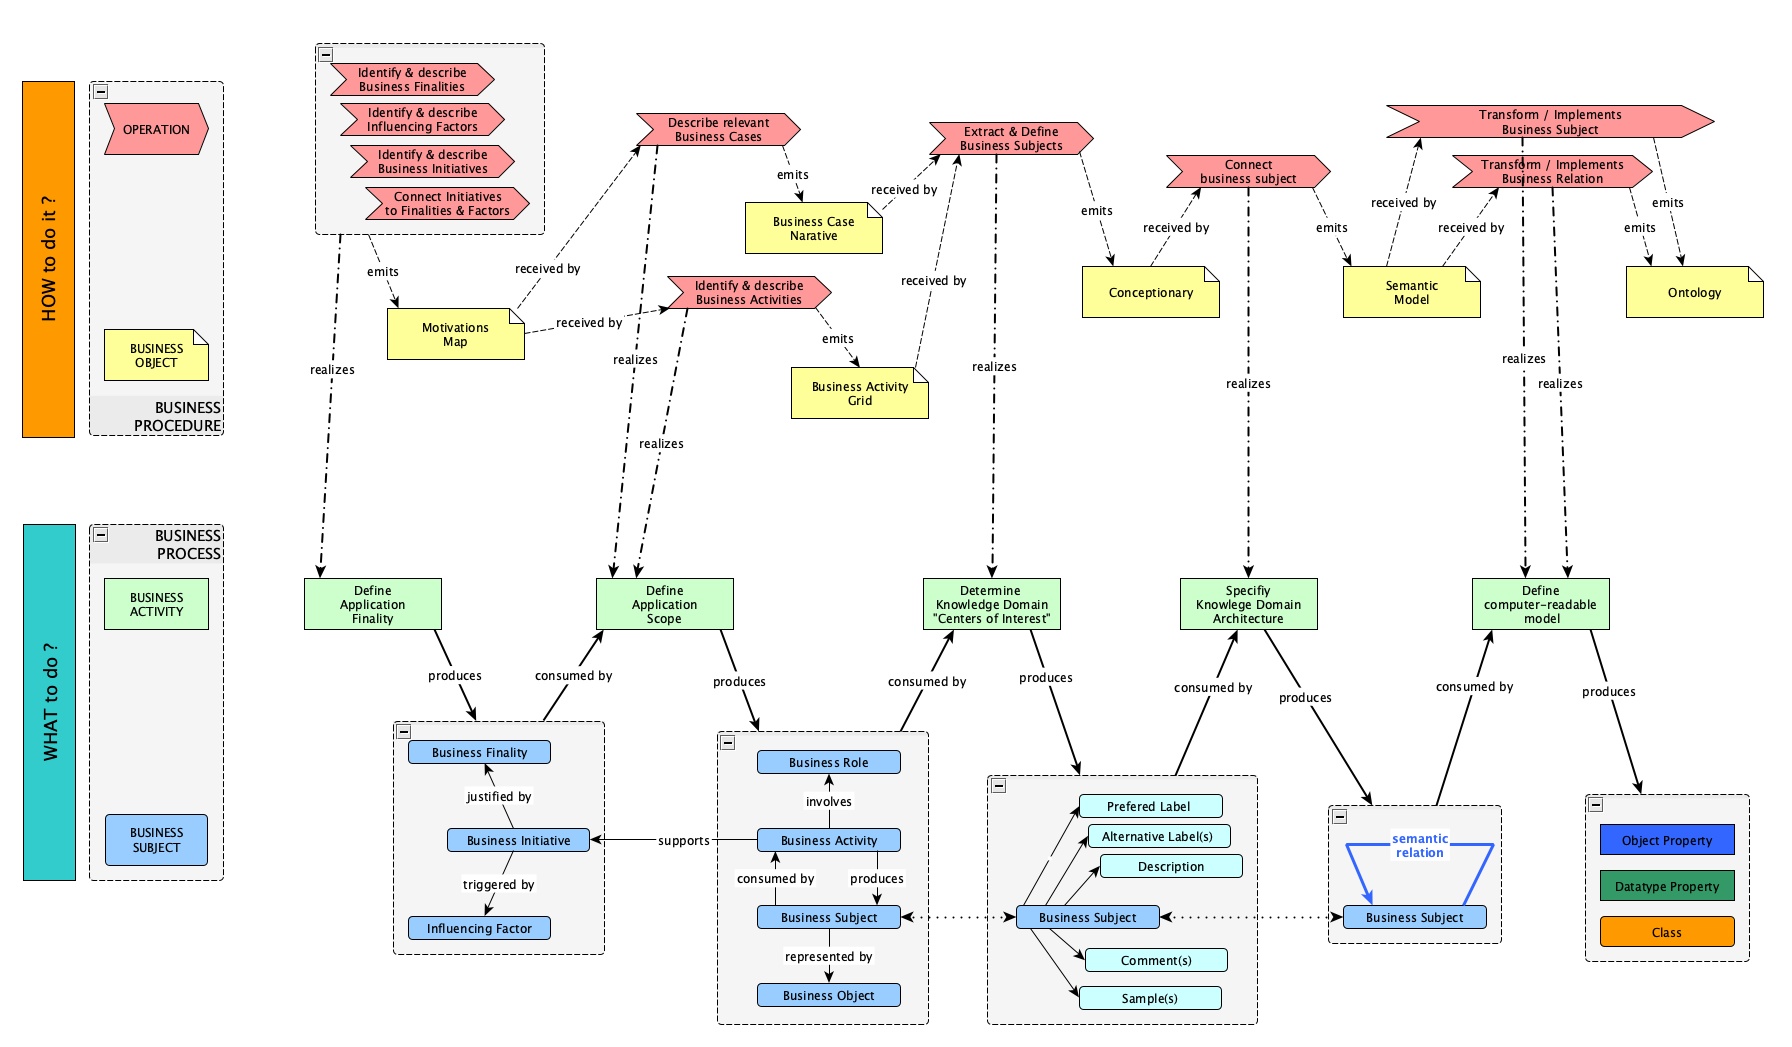 HOW to do it ?
OPERATION
BUSINESS
OBJECT
BUSINESS
PROCEDURE
Identify & describe
Business Finalities
Identify & describe
Influencing Factors
Identify & describe
Business Initiatives
Connect Initiatives
to Finalities & Factors
emits
realizes
Motivations
Map
received by
received by
Describe relevant
Business Cases
emits
Business Case
Narative
received by
Identify & describe
Business Activities
emits
Business Activity
Grid
received by
realizes
realizes
Extract & Define
Business Subjects
emits
realizes
Conceptionary
received by
Connect
business subject
emits
realizes
Semantic
Model
received by
received by
Transform / Implements
Business Subject
Transform / Implements
Business Relation
emits
emits
Ontology
realizes
realizes
WHAT to do ?
BUSINESS
PROCESS
BUSINESS
ACTIVITY
BUSINESS
SUBJECT
Define
Application
Finality
produces
consumed by
Define
Application
Scope
produces
consumed by
Determine
Knowledge Domain
"Centers of Interest"
produces
consumed by
Specifiy
Knowlege Domain
Architecture
produces
consumed by
Define
computer-readable
model
produces
Business Finality
justified by
Business Initiative
triggered by
Influencing Factor
supports
Business Role
involves
Business Activity
consumed by
produces
Business Subject
represented by
Business Object
Prefered Label
Alternative Label(s)
Description
Business Subject
Comment(s)
Sample(s)
semantic
relation
Business Subject
Object Property
Datatype Property
Class